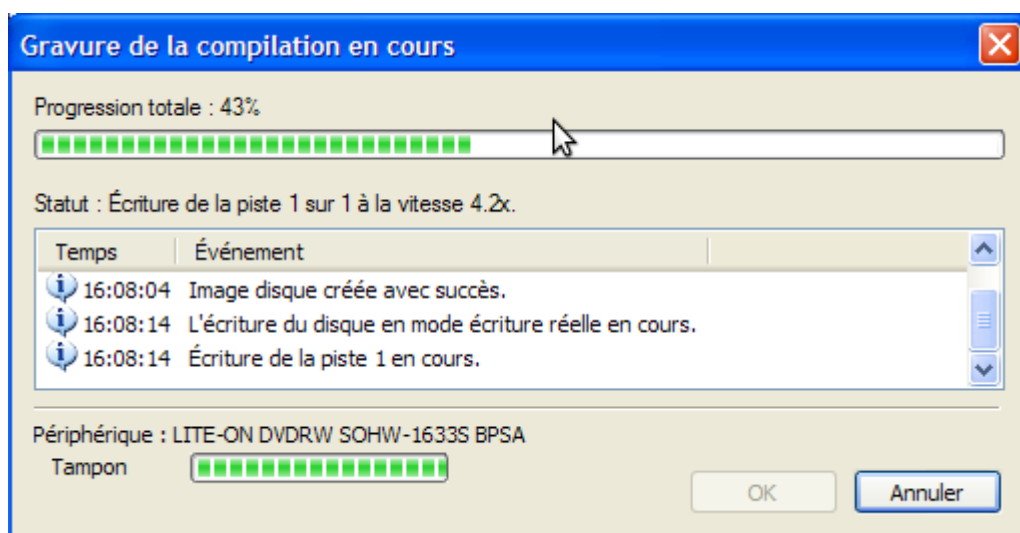 Gravure de la compilation en cours
Progression totale : 43%
Statut : Écriture de la piste 1 sur 1 à la vitesse 4.2x.
Temps Événement
16:08:04 Image disque créée avec succès.
16:08:14 L'écriture du disque en mode écriture réelle en cours.
16:08:14 Écriture de la piste 1 en cours.
Périphérique : LITE-ON DVDRW SOHW-1633S BPSA
Tampon
OK Annuler